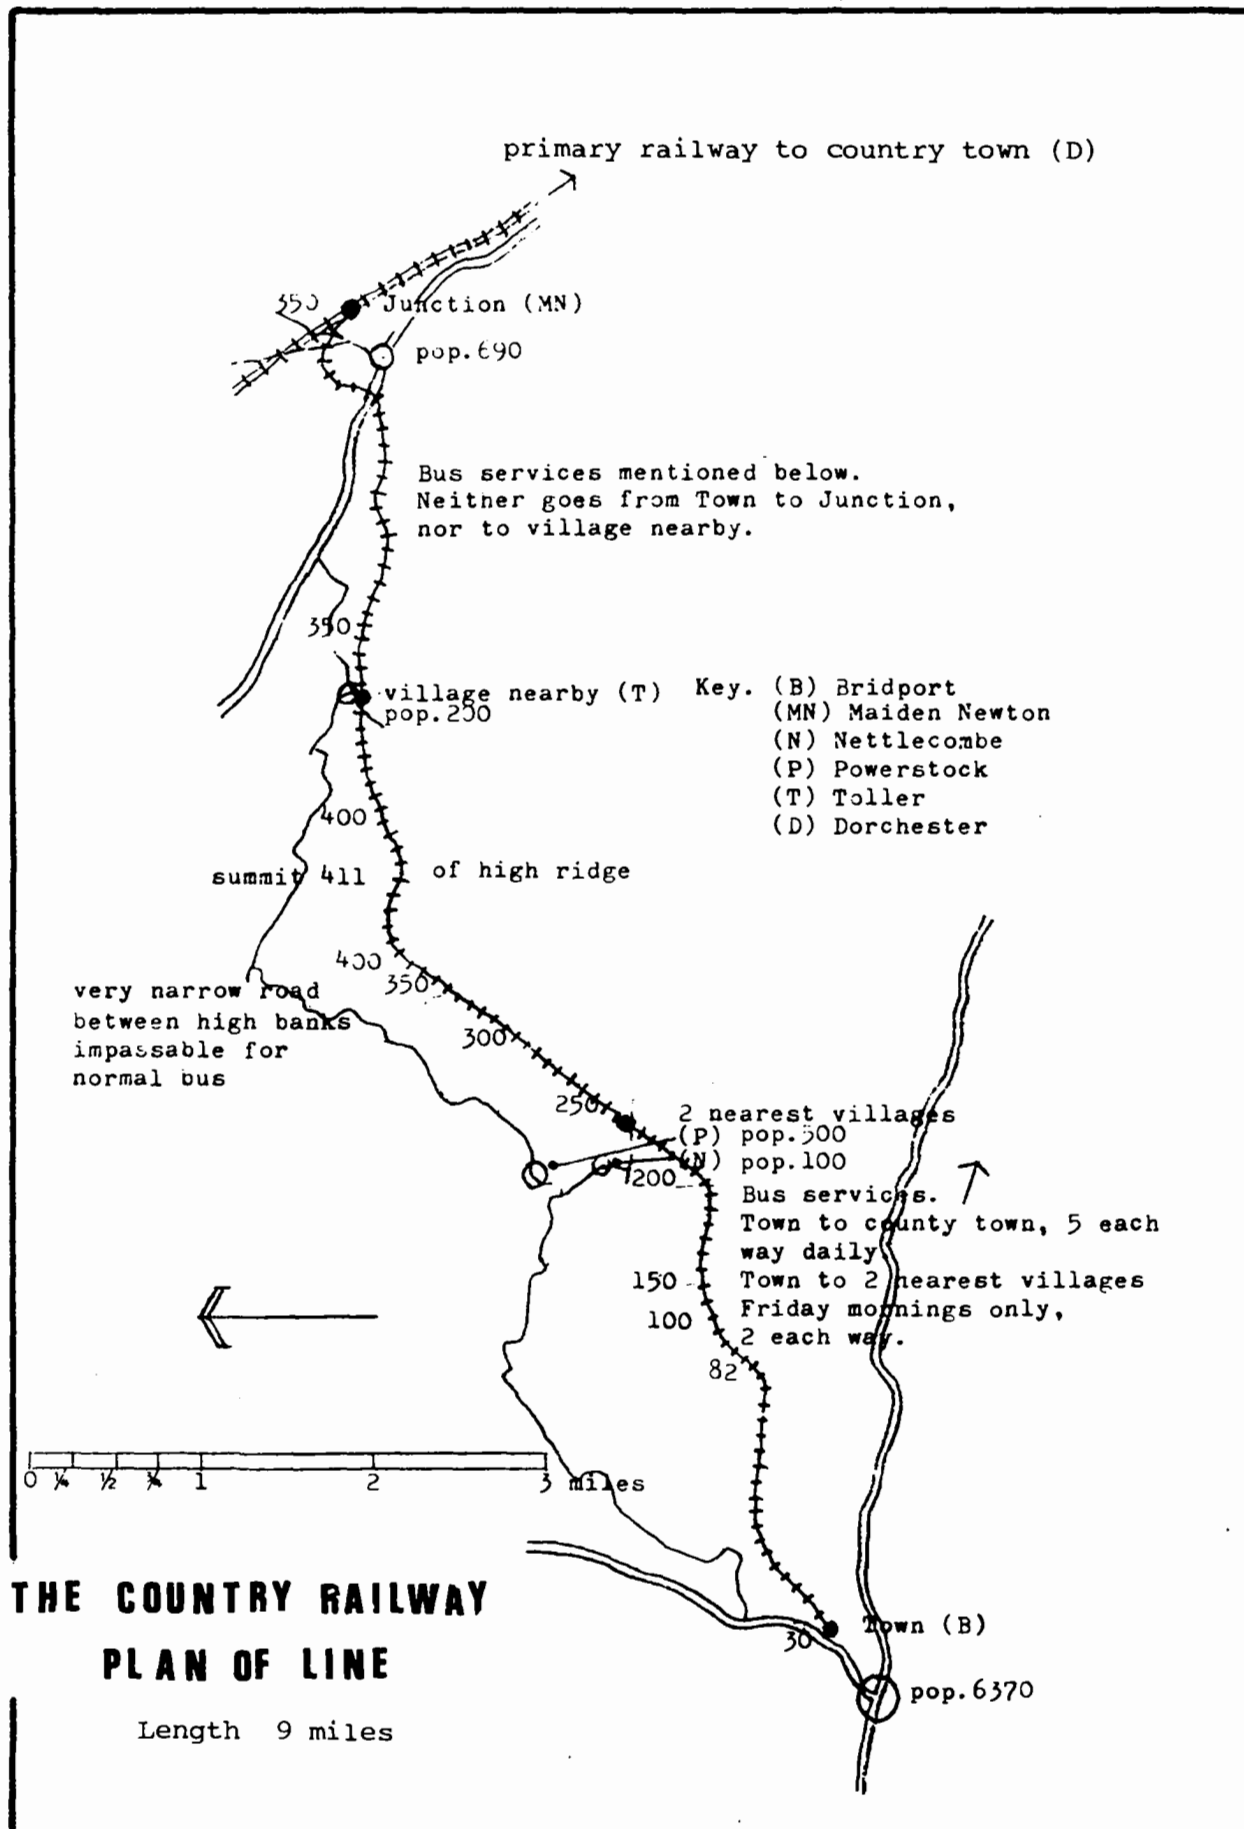 primary railway to country town (D)
350
Junction (MN)
pop.690
Bus services mentioned below.
Neither goes from Town to Junction,
nor to village nearby.
350
village nearby (T)
pop.200
Key. (B) Bridport
(MN) Maiden Newton
(N) Nettlecombe
(P) Powerstock
(T) Toller
(D) Dorchester
400
summit 411 of high ridge
400
350
very narrow road
between high banks
impassable for
normal bus
300
250
2 nearest villages
(P) pop.500
(N) pop.100
200
Bus services.
Town to county town, 5 each
way daily
Town to 2 nearest villages
Friday mornings only,
2 each way.
150
100
82
0 ¼ ½ ¾ 1 2 3 miles
THE COUNTRY RAILWAY
PLAN OF LINE
Length 9 miles
30
Town (B)
pop.6370